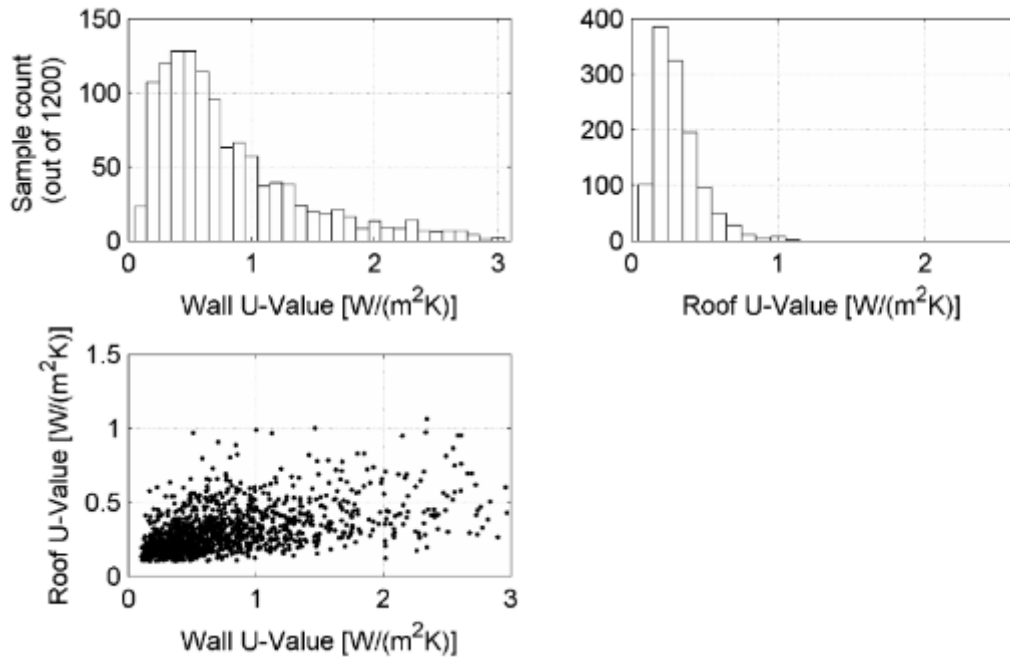 Sample count
(out of 1200)
150
100
50
0
0 1 2 3
Wall U-Value [W/(m²K)]
400
300
200
100
0
0 1 2
Roof U-Value [W/(m²K)]
Roof U-Value [W/(m²K)]
1.5
1
0.5
0
0 1 2 3
Wall U-Value [W/(m²K)]